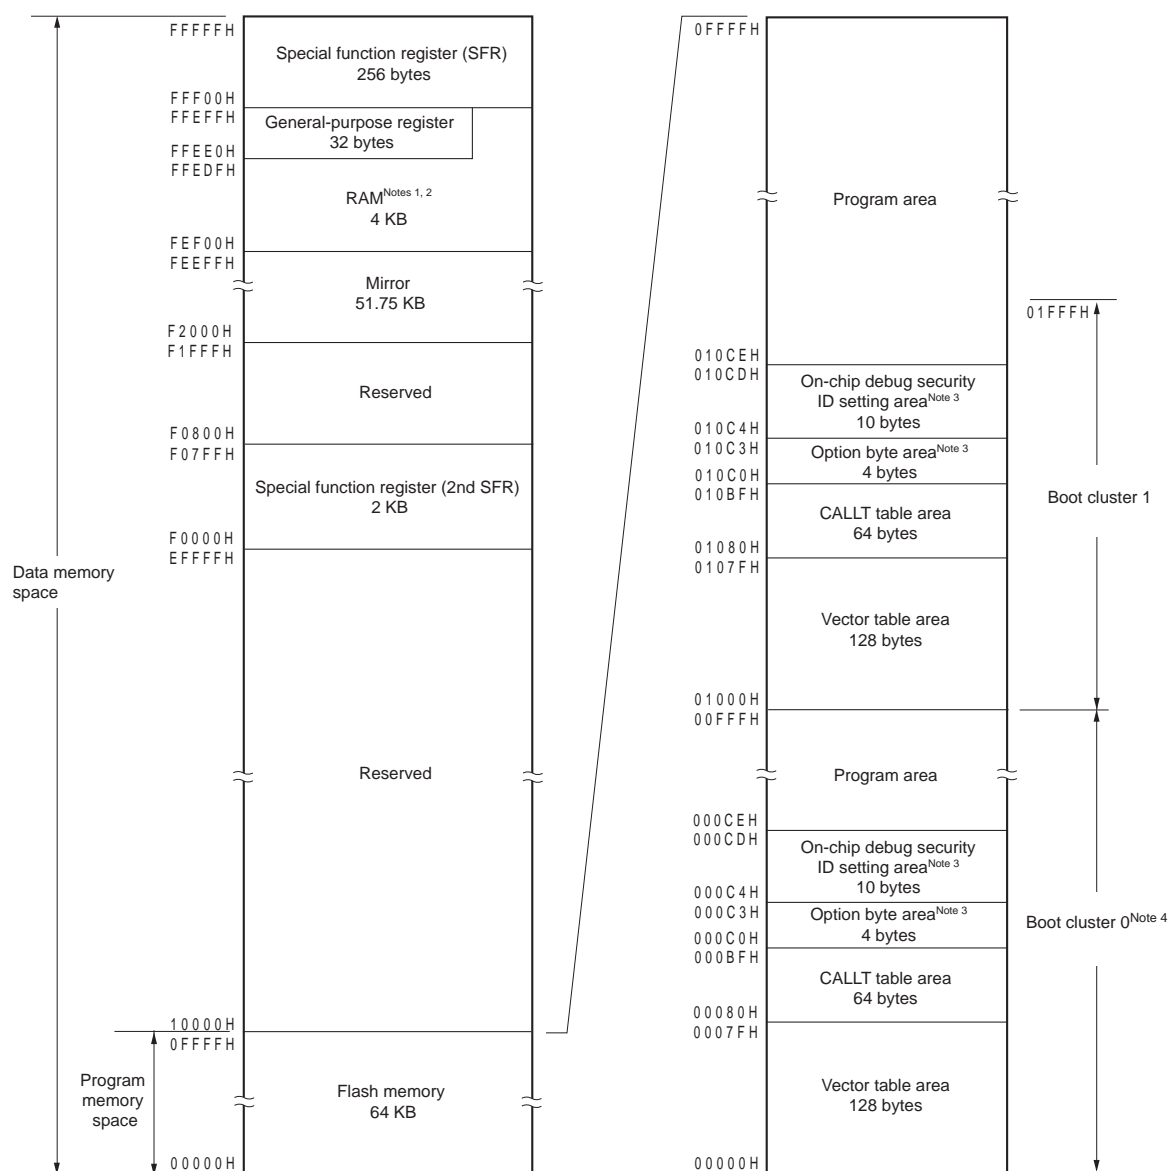 FFFFFH
Special function register (SFR)
256 bytes
FFF00H
FFEFFH
General-purpose register
32 bytes
FFEE0H
FFEDFH
RAMNotes 1, 2
4 KB
FEF00H
FEEFFH
Mirror
51.75 KB
F2000H
F1FFFH
Reserved
F0800H
F07FFH
Special function register (2nd SFR)
2 KB
F0000H
EFFFFH
Data memory
space
Reserved
10000H
0FFFFH
Program
memory
space
Flash memory
64 KB
00000H
0FFFFH
Program area
01FFFH
010CEH
010CDH
On-chip debug security
ID setting areaNote 3
10 bytes
010C4H
010C3H
Option byte areaNote 3
4 bytes
010C0H
010BFH
Boot cluster 1
CALLT table area
64 bytes
01080H
0107FH
Vector table area
128 bytes
01000H
00FFFH
Program area
000CEH
000CDH
On-chip debug security
ID setting areaNote 3
10 bytes
000C4H
000C3H
Option byte areaNote 3
4 bytes
Boot cluster 0Note 4
000C0H
000BFH
CALLT table area
64 bytes
00080H
0007FH
Vector table area
128 bytes
00000H